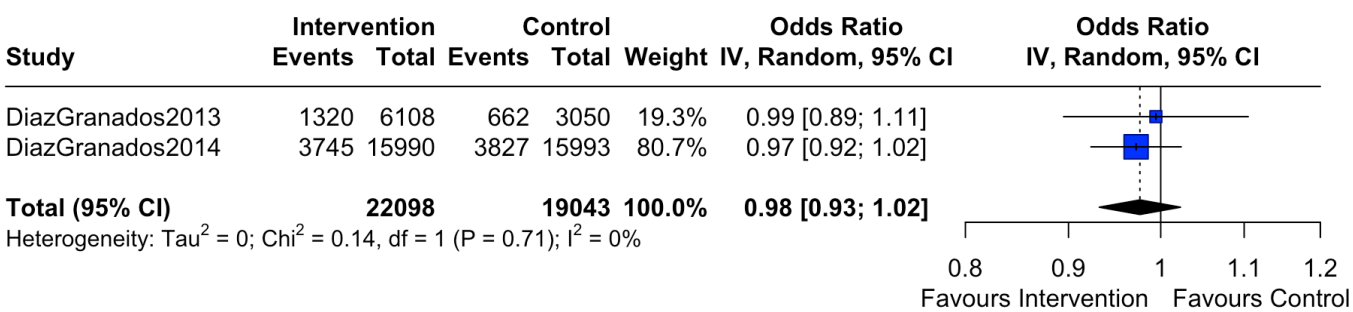 Intervention Control Odds Ratio Odds Ratio
Study Events Total Events Total Weight IV, Random, 95% CI IV, Random, 95% CI
DiazGranados2013 1320 6108 662 3050 19.3% 0.99 [0.89; 1.11]
DiazGranados2014 3745 15990 3827 15993 80.7% 0.97 [0.92; 1.02]
Total (95% CI) 22098 19043 100.0% 0.98 [0.93; 1.02]
Heterogeneity: Tau² = 0; Chi² = 0.14, df = 1 (P = 0.71); I² = 0%
0.8 0.9 1 1.1 1.2
Favours Intervention Favours Control